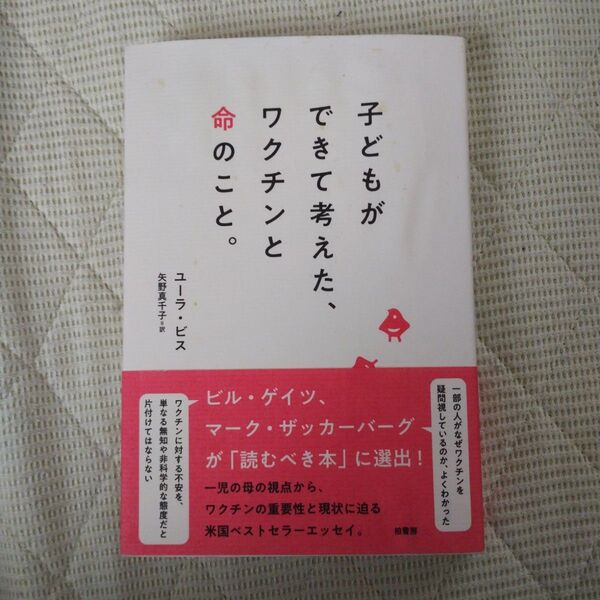 子どもが
できて考えた、
ワクチンと
命のこと。
ユーラ・ビス
矢野真千子=訳
ビル・ゲイツ、
マーク・ザッカーバーグ
が「読むべき本」に選出！
一児の母の視点から、
ワクチンの重要性と現状に迫る
米国ベストセラーエッセイ。
一部の人がなぜワクチンを
疑問視しているのか、よくわかった
ワクチンに対する不安を、
単なる無知や非科学的な態度だと
片付けてはならない
柏書房